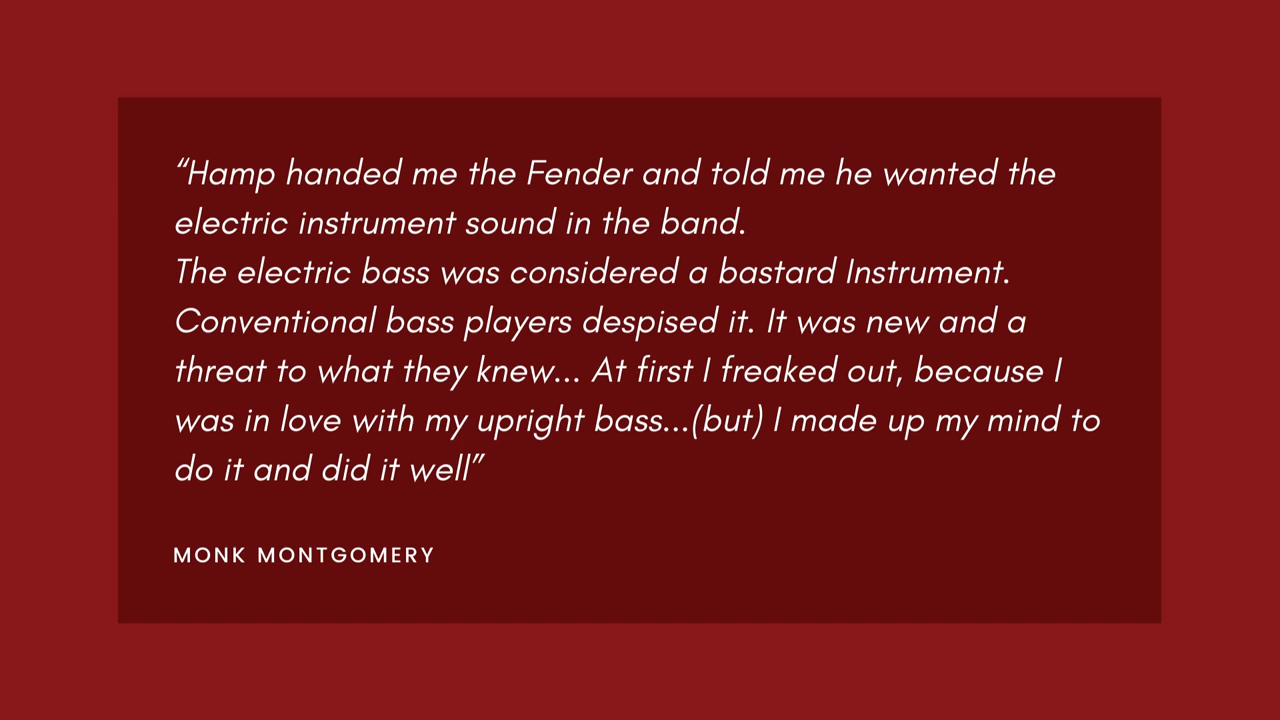 “Hamp handed me the Fender and told me he wanted the
electric instrument sound in the band.
The electric bass was considered a bastard Instrument.
Conventional bass players despised it. It was new and a
threat to what they knew... At first I freaked out, because I
was in love with my upright bass...(but) I made up my mind to
do it and did it well”
MONK MONTGOMERY